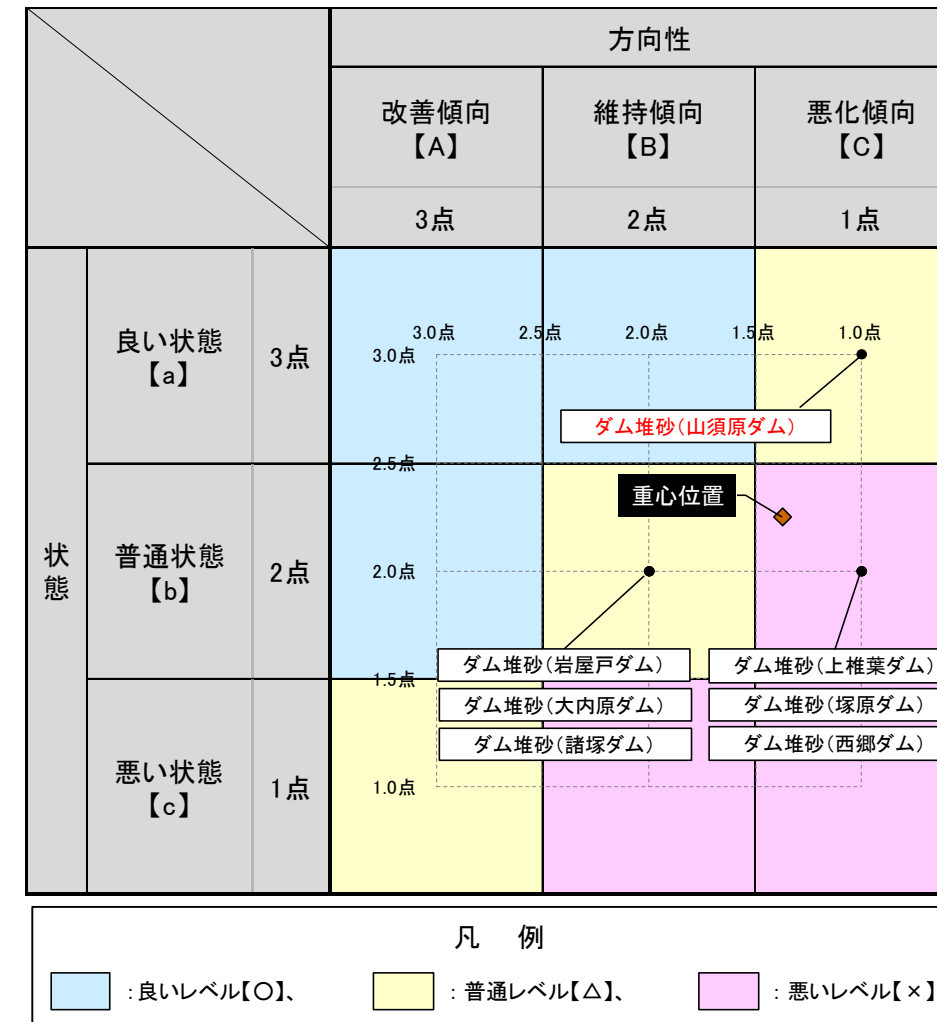 方向性
改善傾向
【A】
維持傾向
【B】
悪化傾向
【C】
3点
2点
1点
状態
良い状態
【a】
3点
普通状態
【b】
2点
悪い状態
【c】
1点
3.0点
2.5点
2.0点
1.5点
1.0点
3.0点
2.5点
2.0点
1.5点
1.0点
ダム堆砂(山須原ダム)
重心位置
ダム堆砂(岩屋戸ダム)
ダム堆砂(大内原ダム)
ダム堆砂(諸塚ダム)
ダム堆砂(上椎葉ダム)
ダム堆砂(塚原ダム)
ダム堆砂(西郷ダム)
凡 例
:良いレベル【○】、
:普通レベル【△】、
:悪いレベル【×】